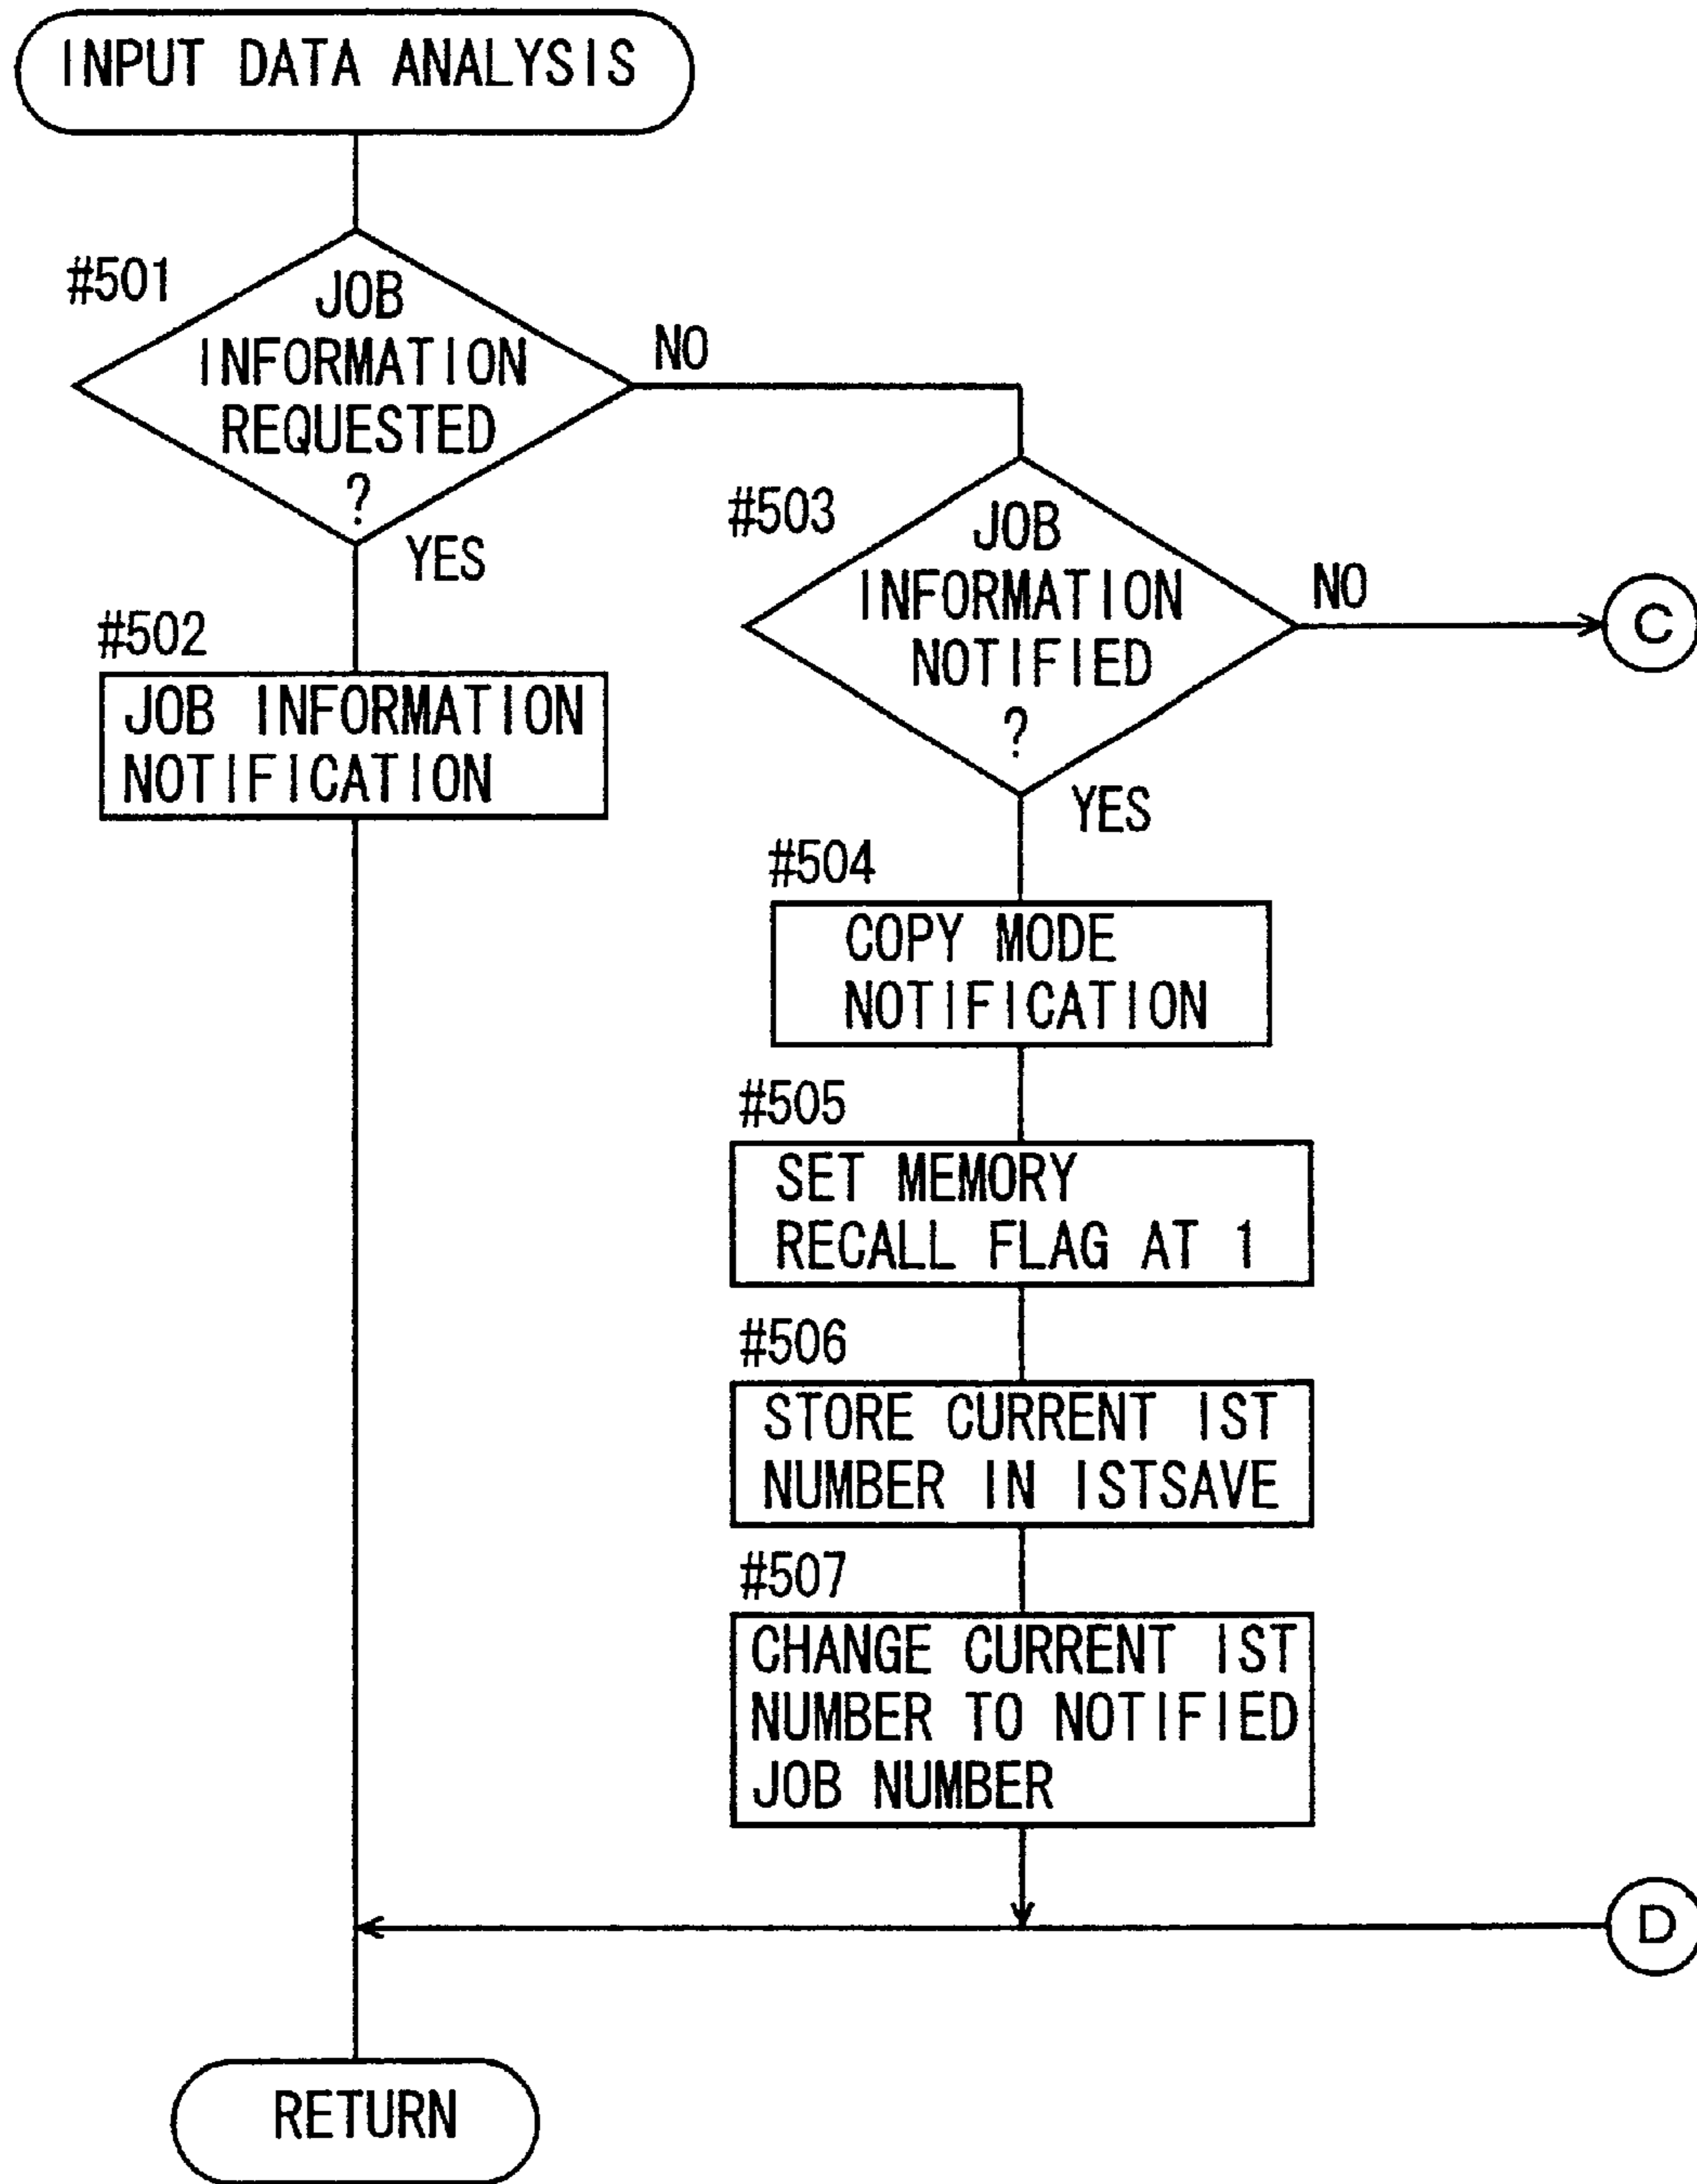 INPUT DATA ANALYSIS
#501
JOB
INFORMATION
REQUESTED
?
NO
YES
#502
JOB INFORMATION
NOTIFICATION
#503
JOB
INFORMATION
NOTIFIED
?
NO
C
YES
#504
COPY MODE
NOTIFICATION
#505
SET MEMORY
RECALL FLAG AT 1
#506
STORE CURRENT IST
NUMBER IN ISTSAVE
#507
CHANGE CURRENT IST
NUMBER TO NOTIFIED
JOB NUMBER
D
RETURN